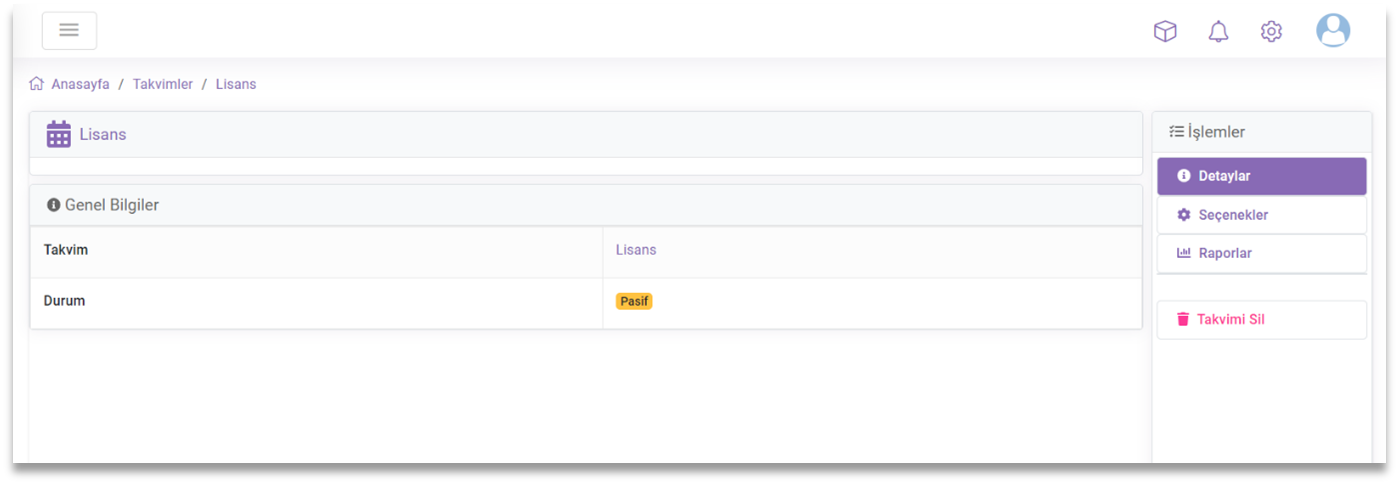 Anasayfa / Takvimler / Lisans
Lisans
Genel Bilgiler
Takvim Lisans
Durum Pasif
İşlemler
Detaylar
Seçenekler
Raporlar
Takvimi Sil